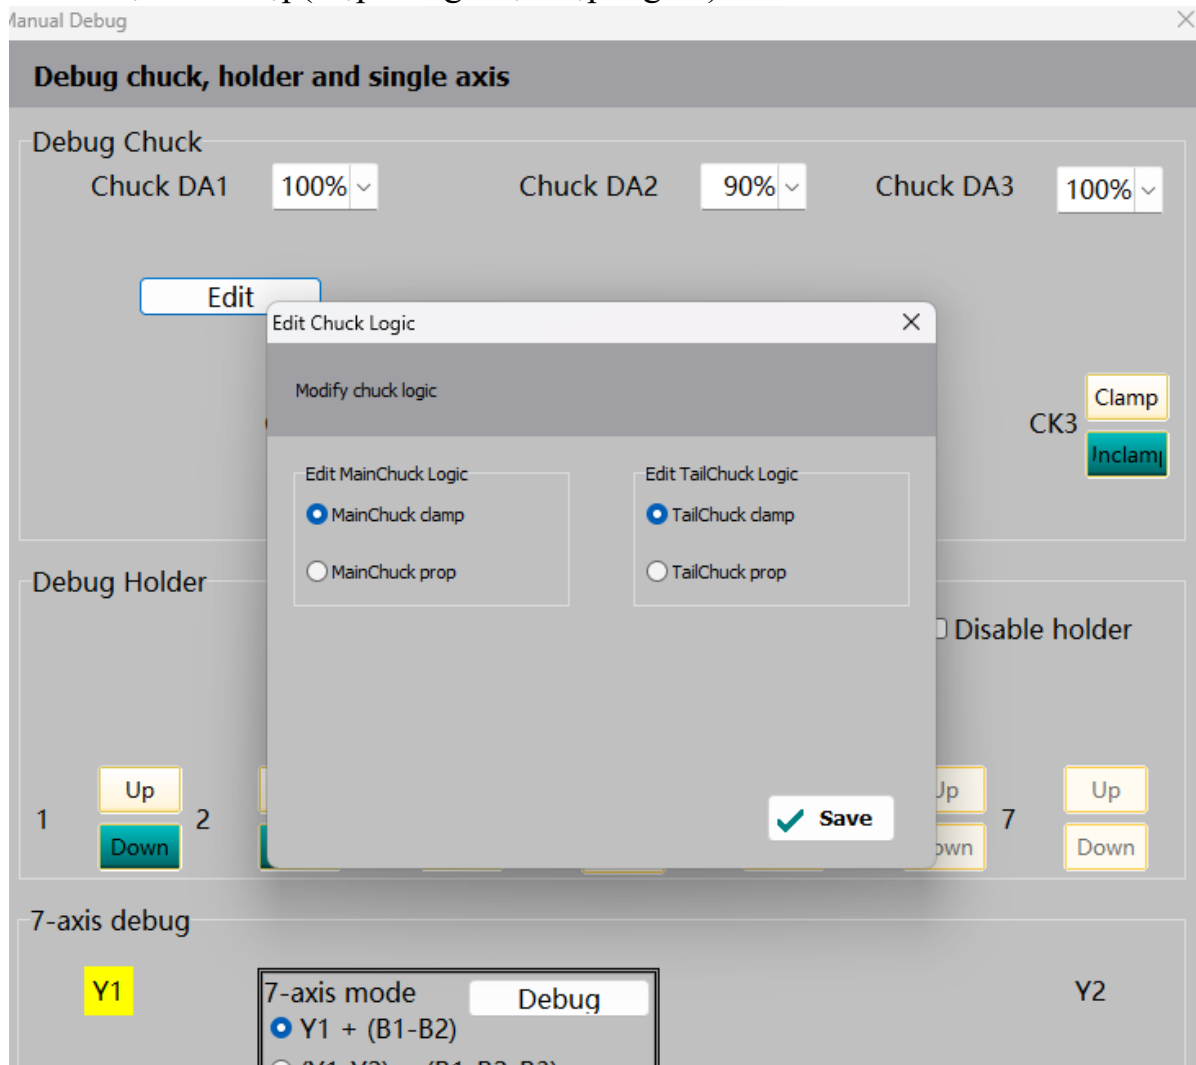 Manual Debug
Debug chuck, holder and single axis
Debug Chuck
Chuck DA1 100% Chuck DA2 90% Chuck DA3 100%
Edit
Edit Chuck Logic
Modify chuck logic
Clamp
CK3
Unclamp
Edit MainChuck Logic Edit TailChuck Logic
MainChuck clamp TailChuck clamp
MainChuck prop TailChuck prop
Debug Holder
Disable holder
Up Up Up
1 2 7
Down Down Down
Save
7-axis debug
Y1 Y2
7-axis mode Debug
Y1 + (B1-B2)